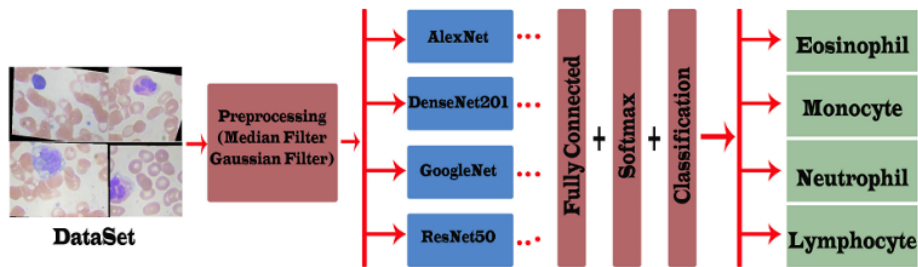 DataSet
Preprocessing
(Median Filter
Gaussian Filter)
AlexNet
DenseNet201
GoogleNet
ResNet50
Fully Connected
+
Softmax
+
Classification
Eosinophil
Monocyte
Neutrophil
Lymphocyte